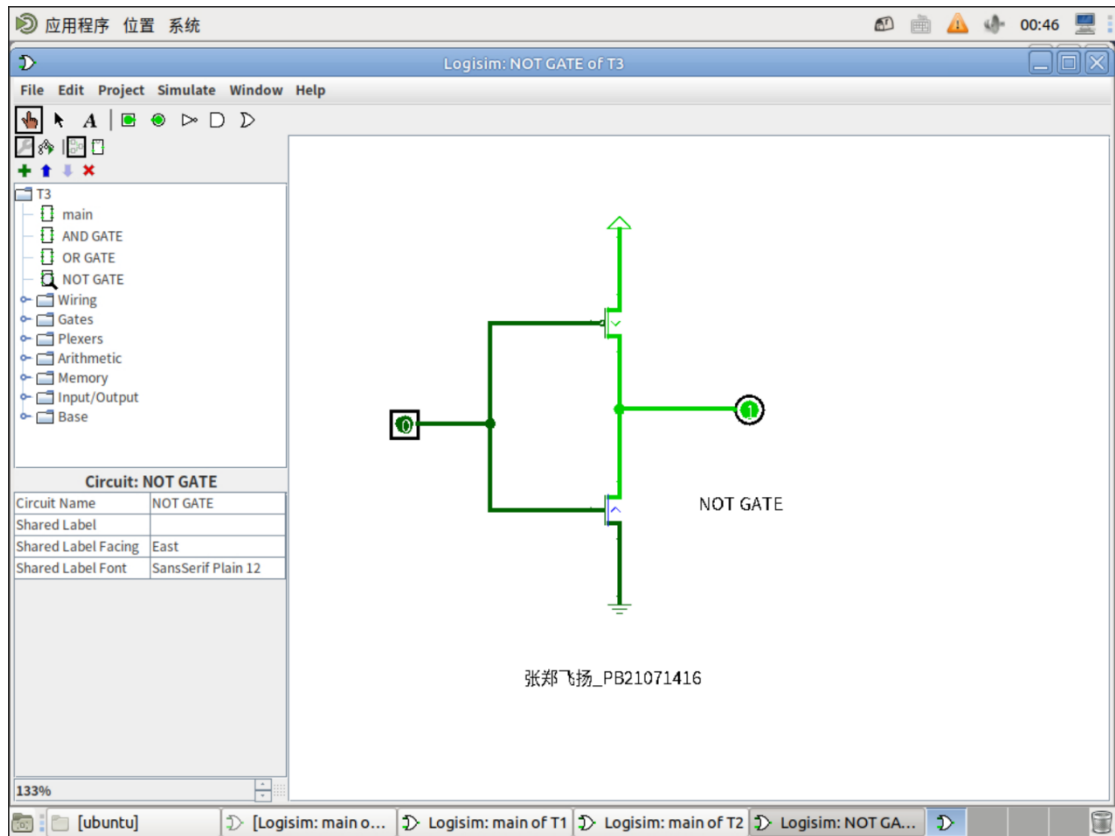 应用程序 位置 系统 00:46
Logisim: NOT GATE of T3
File Edit Project Simulate Window Help
A
T3
main
AND GATE
OR GATE
NOT GATE
Wiring
Gates
Plexers
Arithmetic
Memory
Input/Output
Base
0
1
NOT GATE
张郑飞扬_PB21071416
Circuit: NOT GATE
Circuit Name NOT GATE
Shared Label
Shared Label Facing East
Shared Label Font SansSerif Plain 12
133%
[ubuntu] [Logisim: main o... Logisim: main of T1 Logisim: main of T2 Logisim: NOT GA...